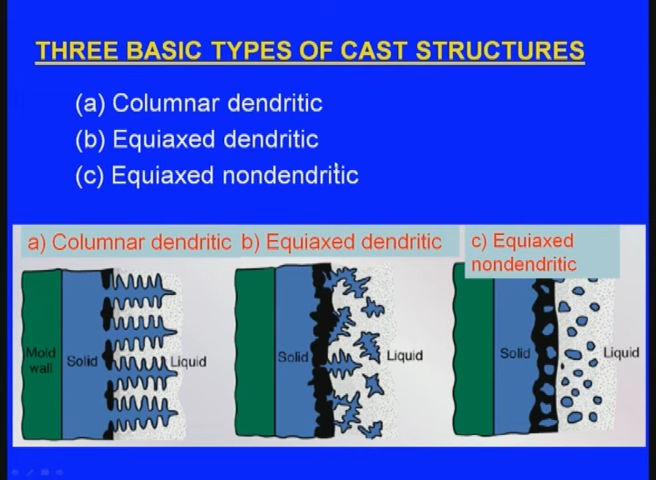 THREE BASIC TYPES OF CAST STRUCTURES
(a) Columnar dendritic
(b) Equiaxed dendritic
(c) Equiaxed nondendritic
a) Columnar dendritic
b) Equiaxed dendritic
c) Equiaxed
nondendritic
Mold
wall
Solid
Liquid
Solid
Liquid
Solid
Liquid